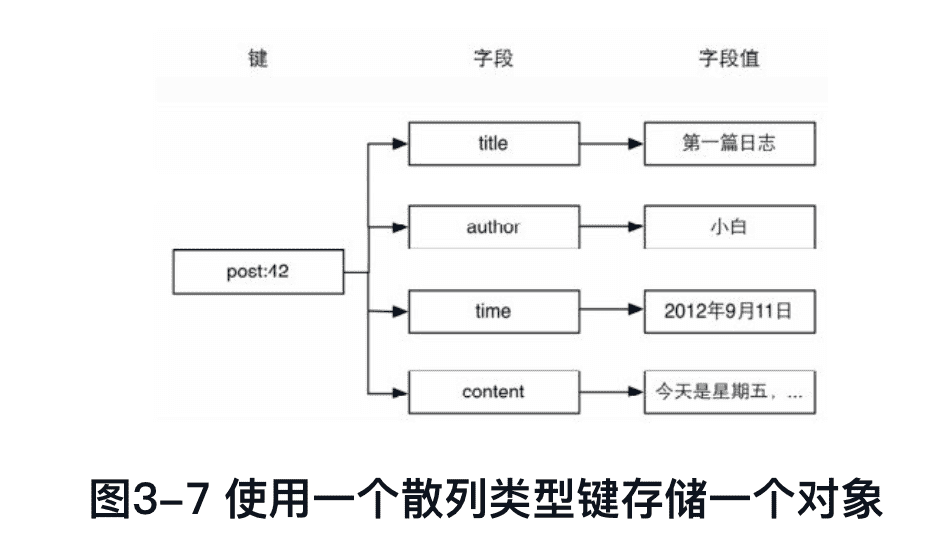 键 字段 字段值
title 第一篇日志
author 小白
post:42
time 2012年9月11日
content 今天是星期五，...
图3-7 使用一个散列类型键存储一个对象